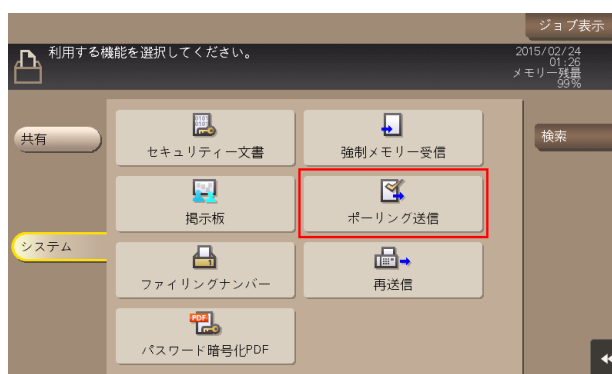 ジョブ表示
利用する機能を選択してください。
2015/02/24
01:26
メモリー残量
99%
共有
検索
セキュリティー文書
強制メモリー受信
掲示板
ポーリング送信
システム
ファイリングナンバー
再送信
PDF
パスワード暗号化PDF